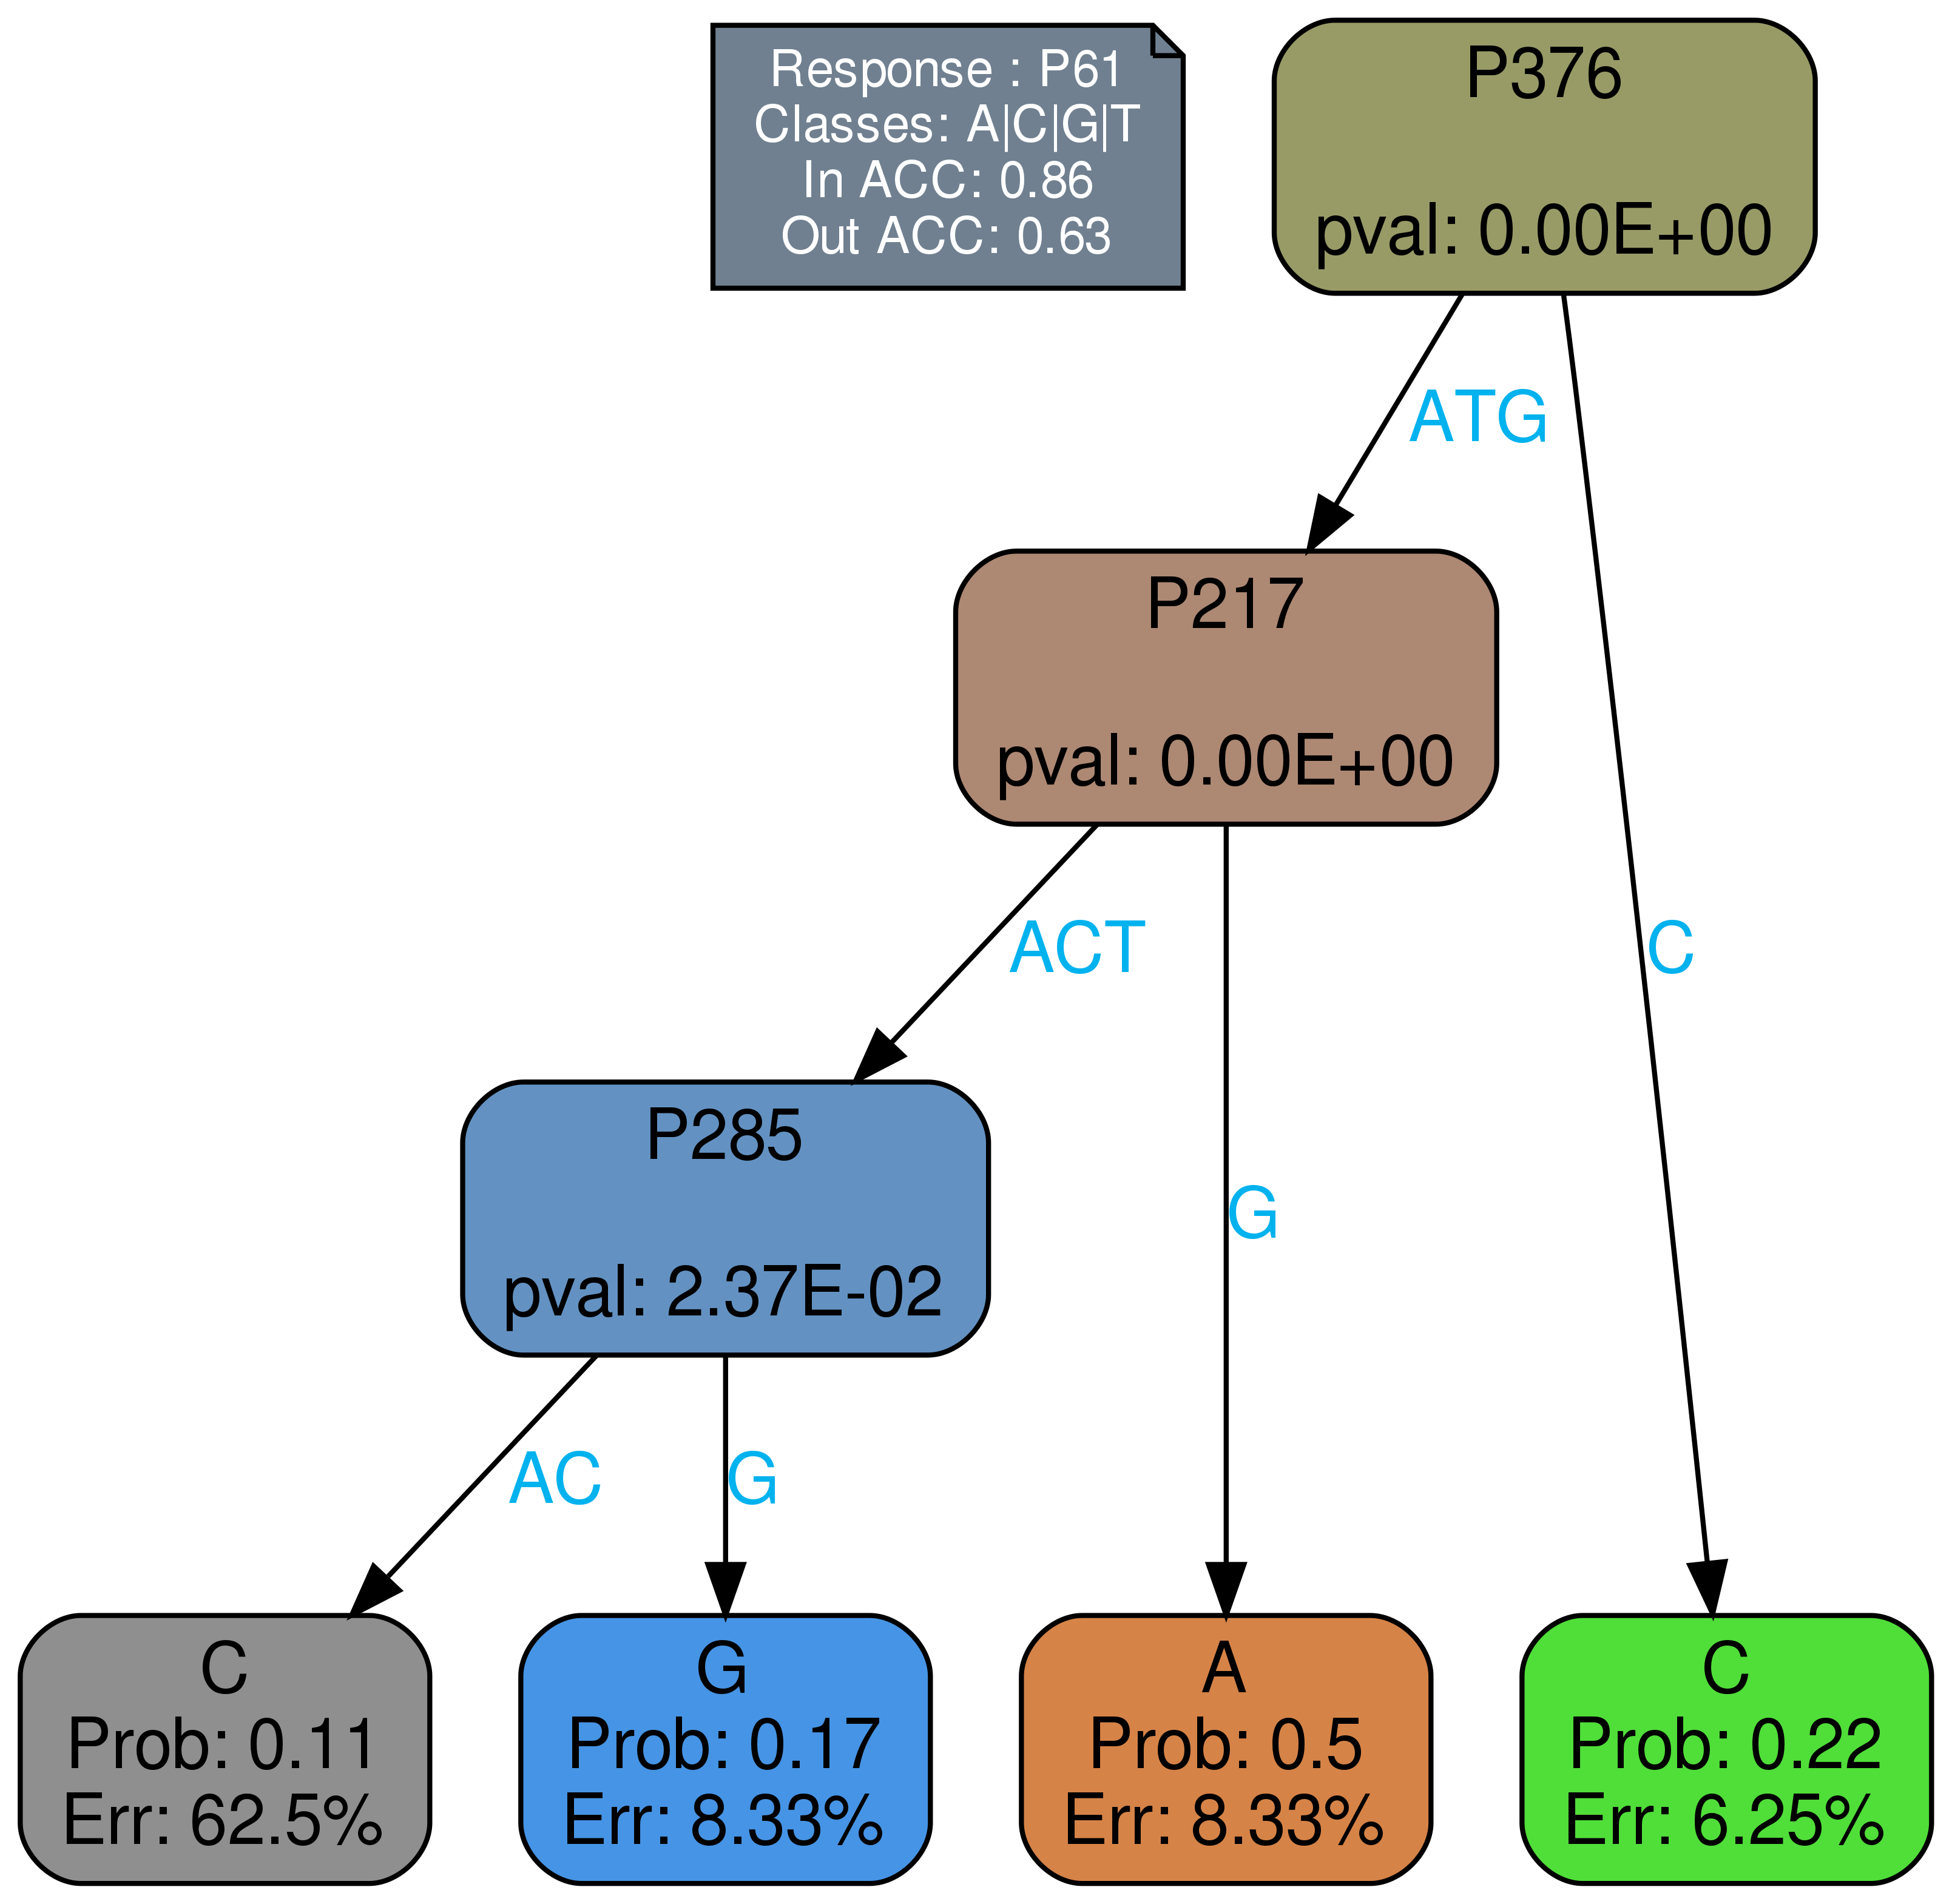 Response : P61
Classes: A|C|G|T
In ACC: 0.86
Out ACC: 0.63
P376
pval: 0.00E+00
ATG
P217
pval: 0.00E+00
ACT
C
P285
pval: 2.37E-02
G
AC
G
C
Prob: 0.11
Err: 62.5%
G
Prob: 0.17
Err: 8.33%
A
Prob: 0.5
Err: 8.33%
C
Prob: 0.22
Err: 6.25%